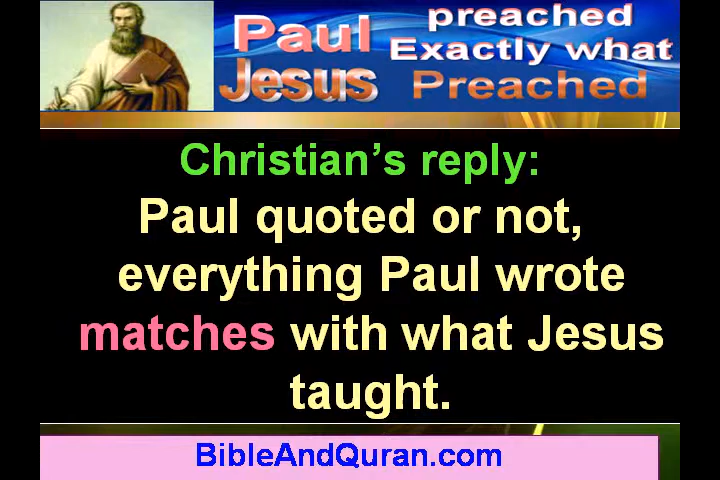 Paul preached
Exactly what
Jesus Preached
Christian's reply:
Paul quoted or not,
everything Paul wrote
matches with what Jesus
taught.
BibleAndQuran.com